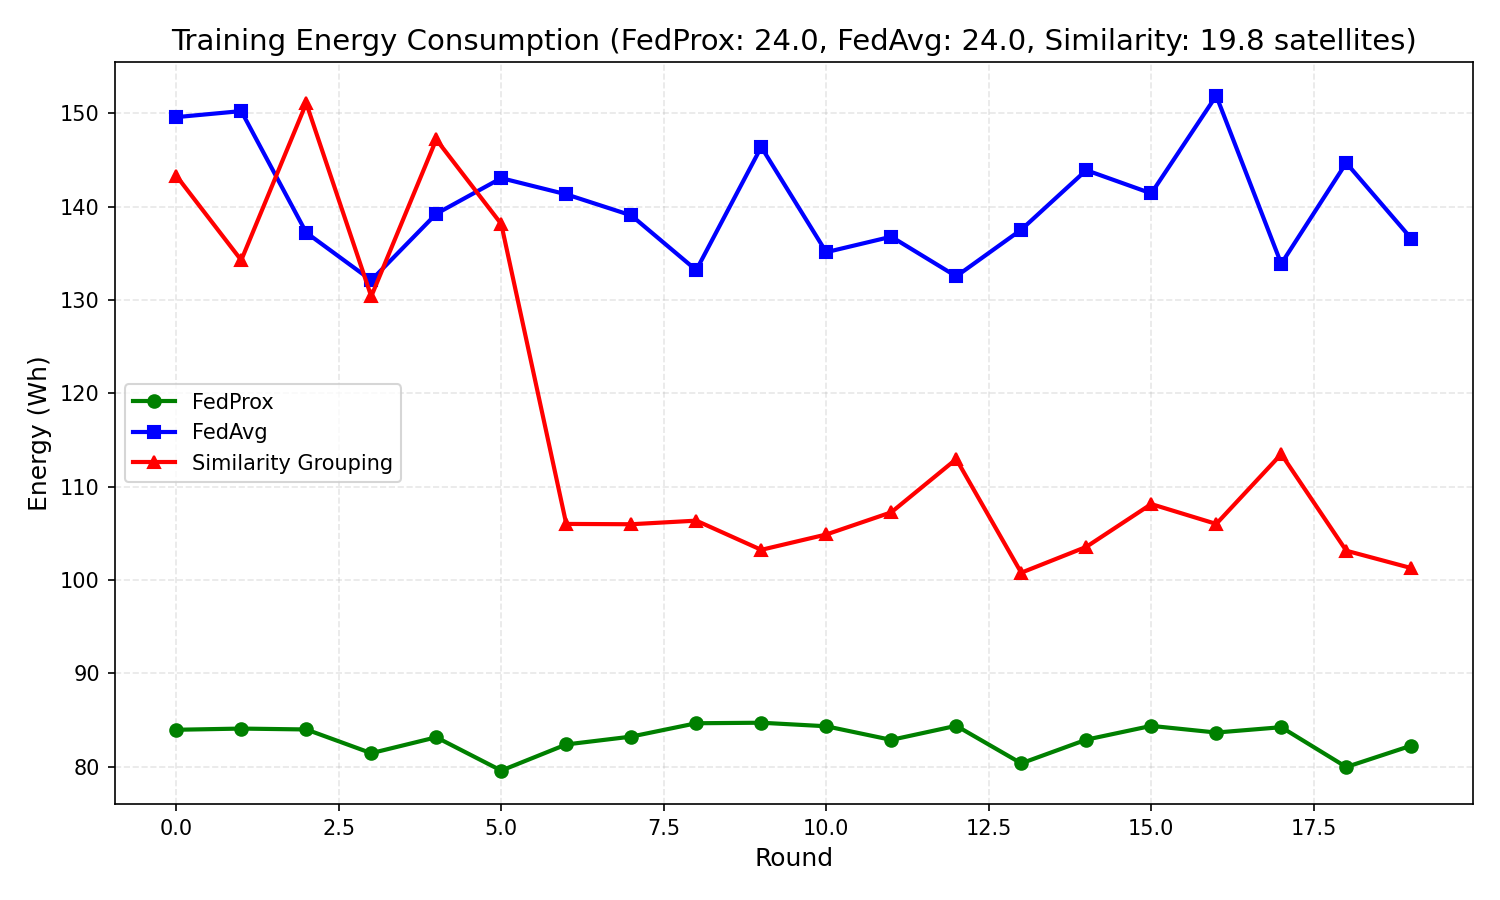 Training Energy Consumption (FedProx: 24.0, FedAvg: 24.0, Similarity: 19.8 satellites)
150
140
130
120
110
100
90
80
Energy (Wh)
FedProx
FedAvg
Similarity Grouping
0.0 2.5 5.0 7.5 10.0 12.5 15.0 17.5
Round